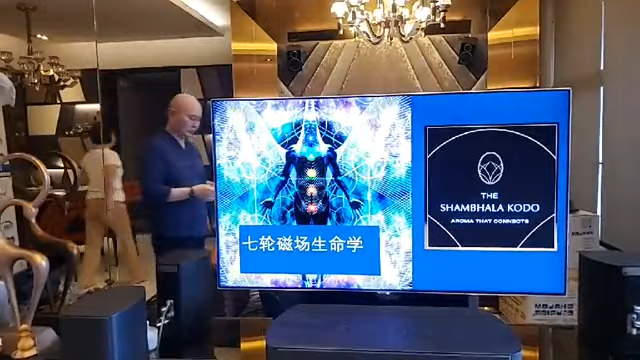 七轮磁场生命学
THE
SHAMBHALA KODO
AROMA THAT CONNECTS